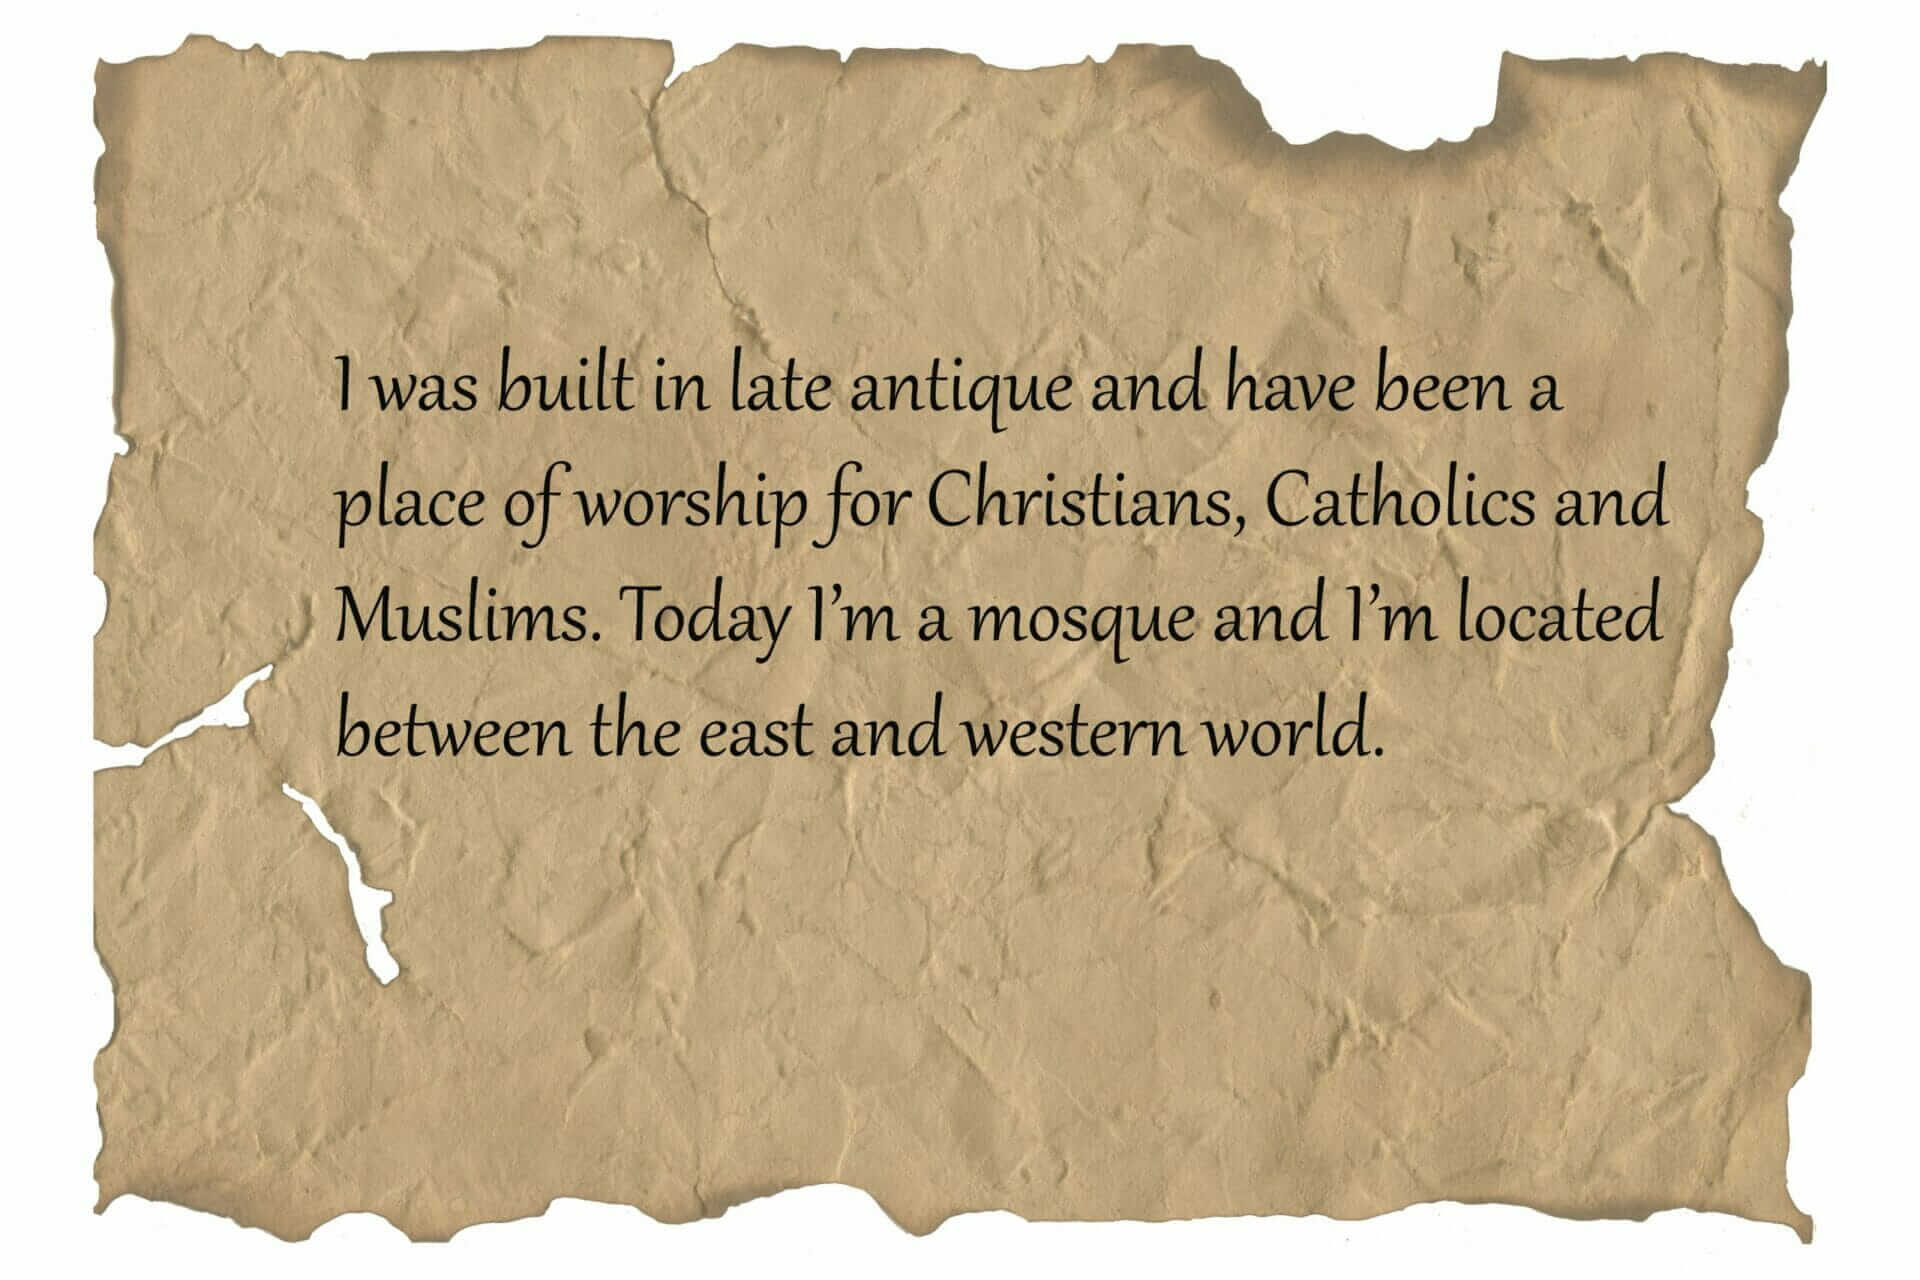 I was built in late antique and have been a
place of worship for Christians, Catholics and
Muslims. Today I'm a mosque and I'm located
between the east and western world.